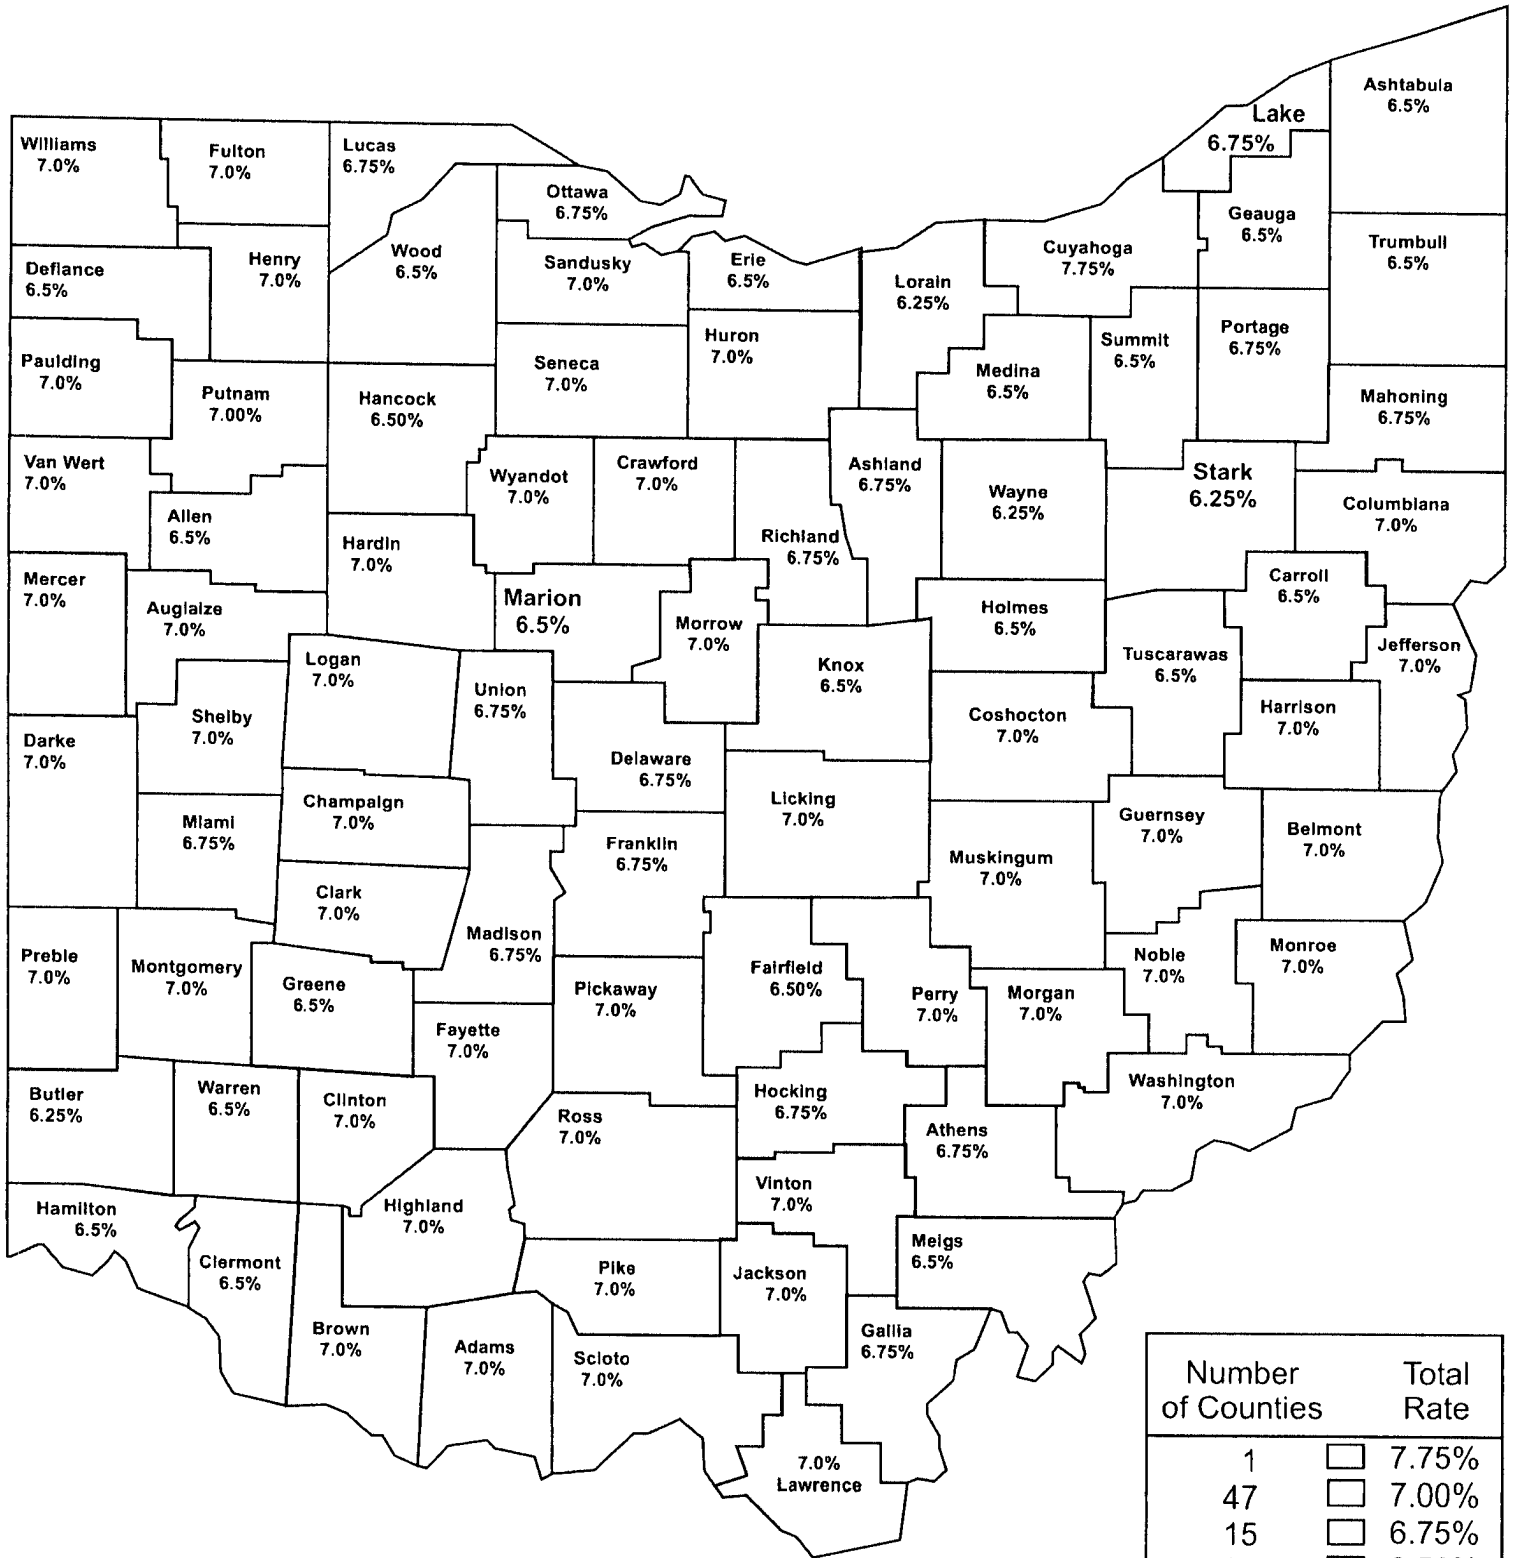 Ashtabula
6.5%
Lake
6.75%
Williams
7.0%
Fulton
7.0%
Lucas
6.75%
Ottawa
6.75%
Geauga
6.5%
Trumbull
6.5%
Cuyahoga
7.75%
Defiance
6.5%
Henry
7.0%
Wood
6.5%
Sandusky
7.0%
Erie
6.5%
Lorain
6.25%
Paulding
7.0%
Putnam
7.00%
Hancock
6.50%
Seneca
7.0%
Huron
7.0%
Medina
6.5%
Summit
6.5%
Portage
6.75%
Mahoning
6.75%
Van Wert
7.0%
Allen
6.5%
Wyandot
7.0%
Crawford
7.0%
Richland
6.75%
Ashland
6.75%
Wayne
6.25%
Stark
6.25%
Columbiana
7.0%
Mercer
7.0%
Auglaize
7.0%
Hardin
7.0%
Marion
6.5%
Morrow
7.0%
Holmes
6.5%
Carroll
6.5%
Jefferson
7.0%
Tuscarawas
6.5%
Knox
6.5%
Logan
7.0%
Union
6.75%
Shelby
7.0%
Darke
7.0%
Delaware
6.75%
Coshocton
7.0%
Harrison
7.0%
Miami
6.75%
Champaign
7.0%
Licking
7.0%
Guernsey
7.0%
Belmont
7.0%
Franklin
6.75%
Muskingum
7.0%
Clark
7.0%
Madison
6.75%
Preble
7.0%
Montgomery
7.0%
Greene
6.5%
Fayette
7.0%
Pickaway
7.0%
Fairfield
6.50%
Perry
7.0%
Morgan
7.0%
Noble
7.0%
Monroe
7.0%
Butler
6.25%
Warren
6.5%
Clinton
7.0%
Ross
7.0%
Hocking
6.75%
Athens
6.75%
Washington
7.0%
Hamilton
6.5%
Clermont
6.5%
Highland
7.0%
Vinton
7.0%
Meigs
6.5%
Pike
7.0%
Jackson
7.0%
Brown
7.0%
Adams
7.0%
Scioto
7.0%
Gallia
6.75%
7.0%
Lawrence
Number Total
of Counties Rate
1 7.75%
47 7.00%
15 6.75%